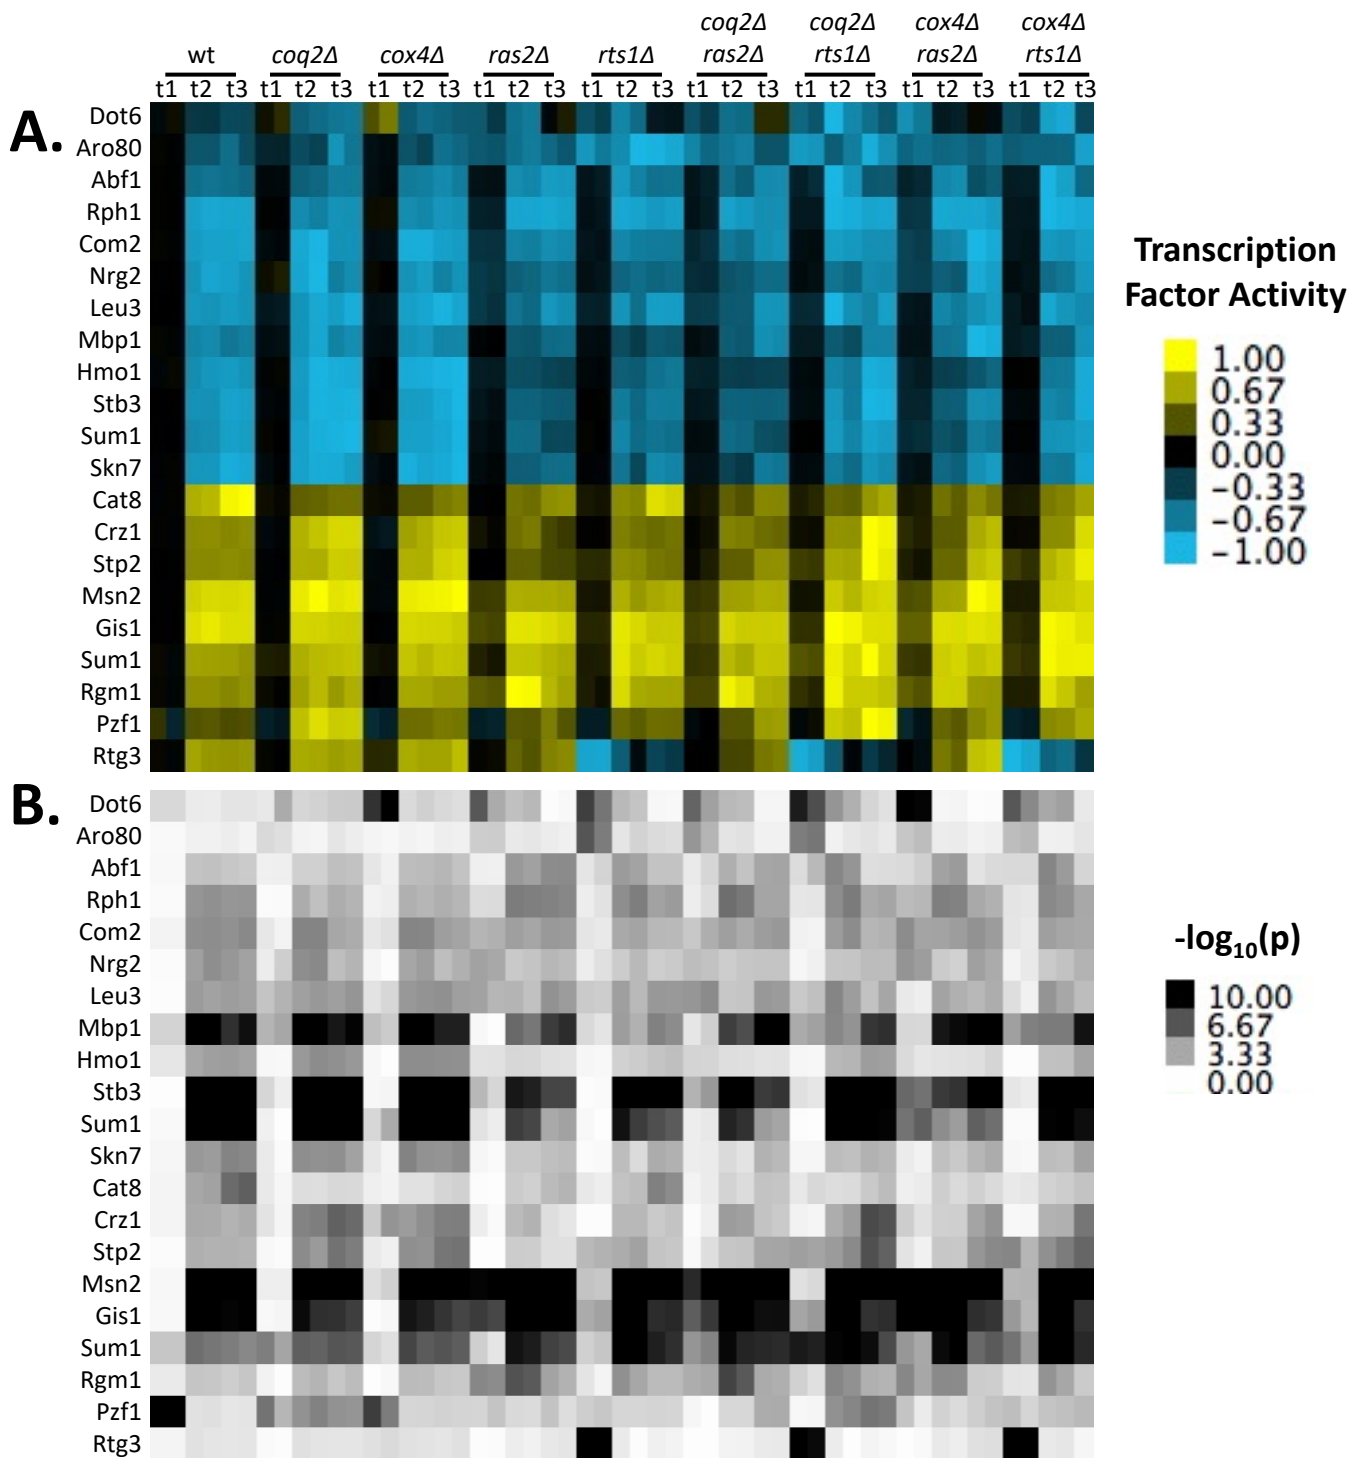 coq2Δ coq2Δ cox4Δ cox4Δ
wt coq2Δ cox4Δ ras2Δ rts1Δ ras2Δ rts1Δ ras2Δ rts1Δ
t1 t2 t3 t1 t2 t3 t1 t2 t3 t1 t2 t3 t1 t2 t3 t1 t2 t3 t1 t2 t3 t1 t2 t3 t1 t2 t3
A.
Dot6
Aro80
Abf1
Rph1
Com2
Nrg2
Leu3
Mbp1
Hmo1
Stb3
Sum1
Skn7
Cat8
Crz1
Stp2
Msn2
Gis1
Sum1
Rgm1
Pzf1
Rtg3
Transcription
Factor Activity
1.00
0.67
0.33
0.00
-0.33
-0.67
-1.00
B.
Dot6
Aro80
Abf1
Rph1
Com2
Nrg2
Leu3
Mbp1
Hmo1
Stb3
Sum1
Skn7
Cat8
Crz1
Stp2
Msn2
Gis1
Sum1
Rgm1
Pzf1
Rtg3
-log10(p)
10.00
6.67
3.33
0.00